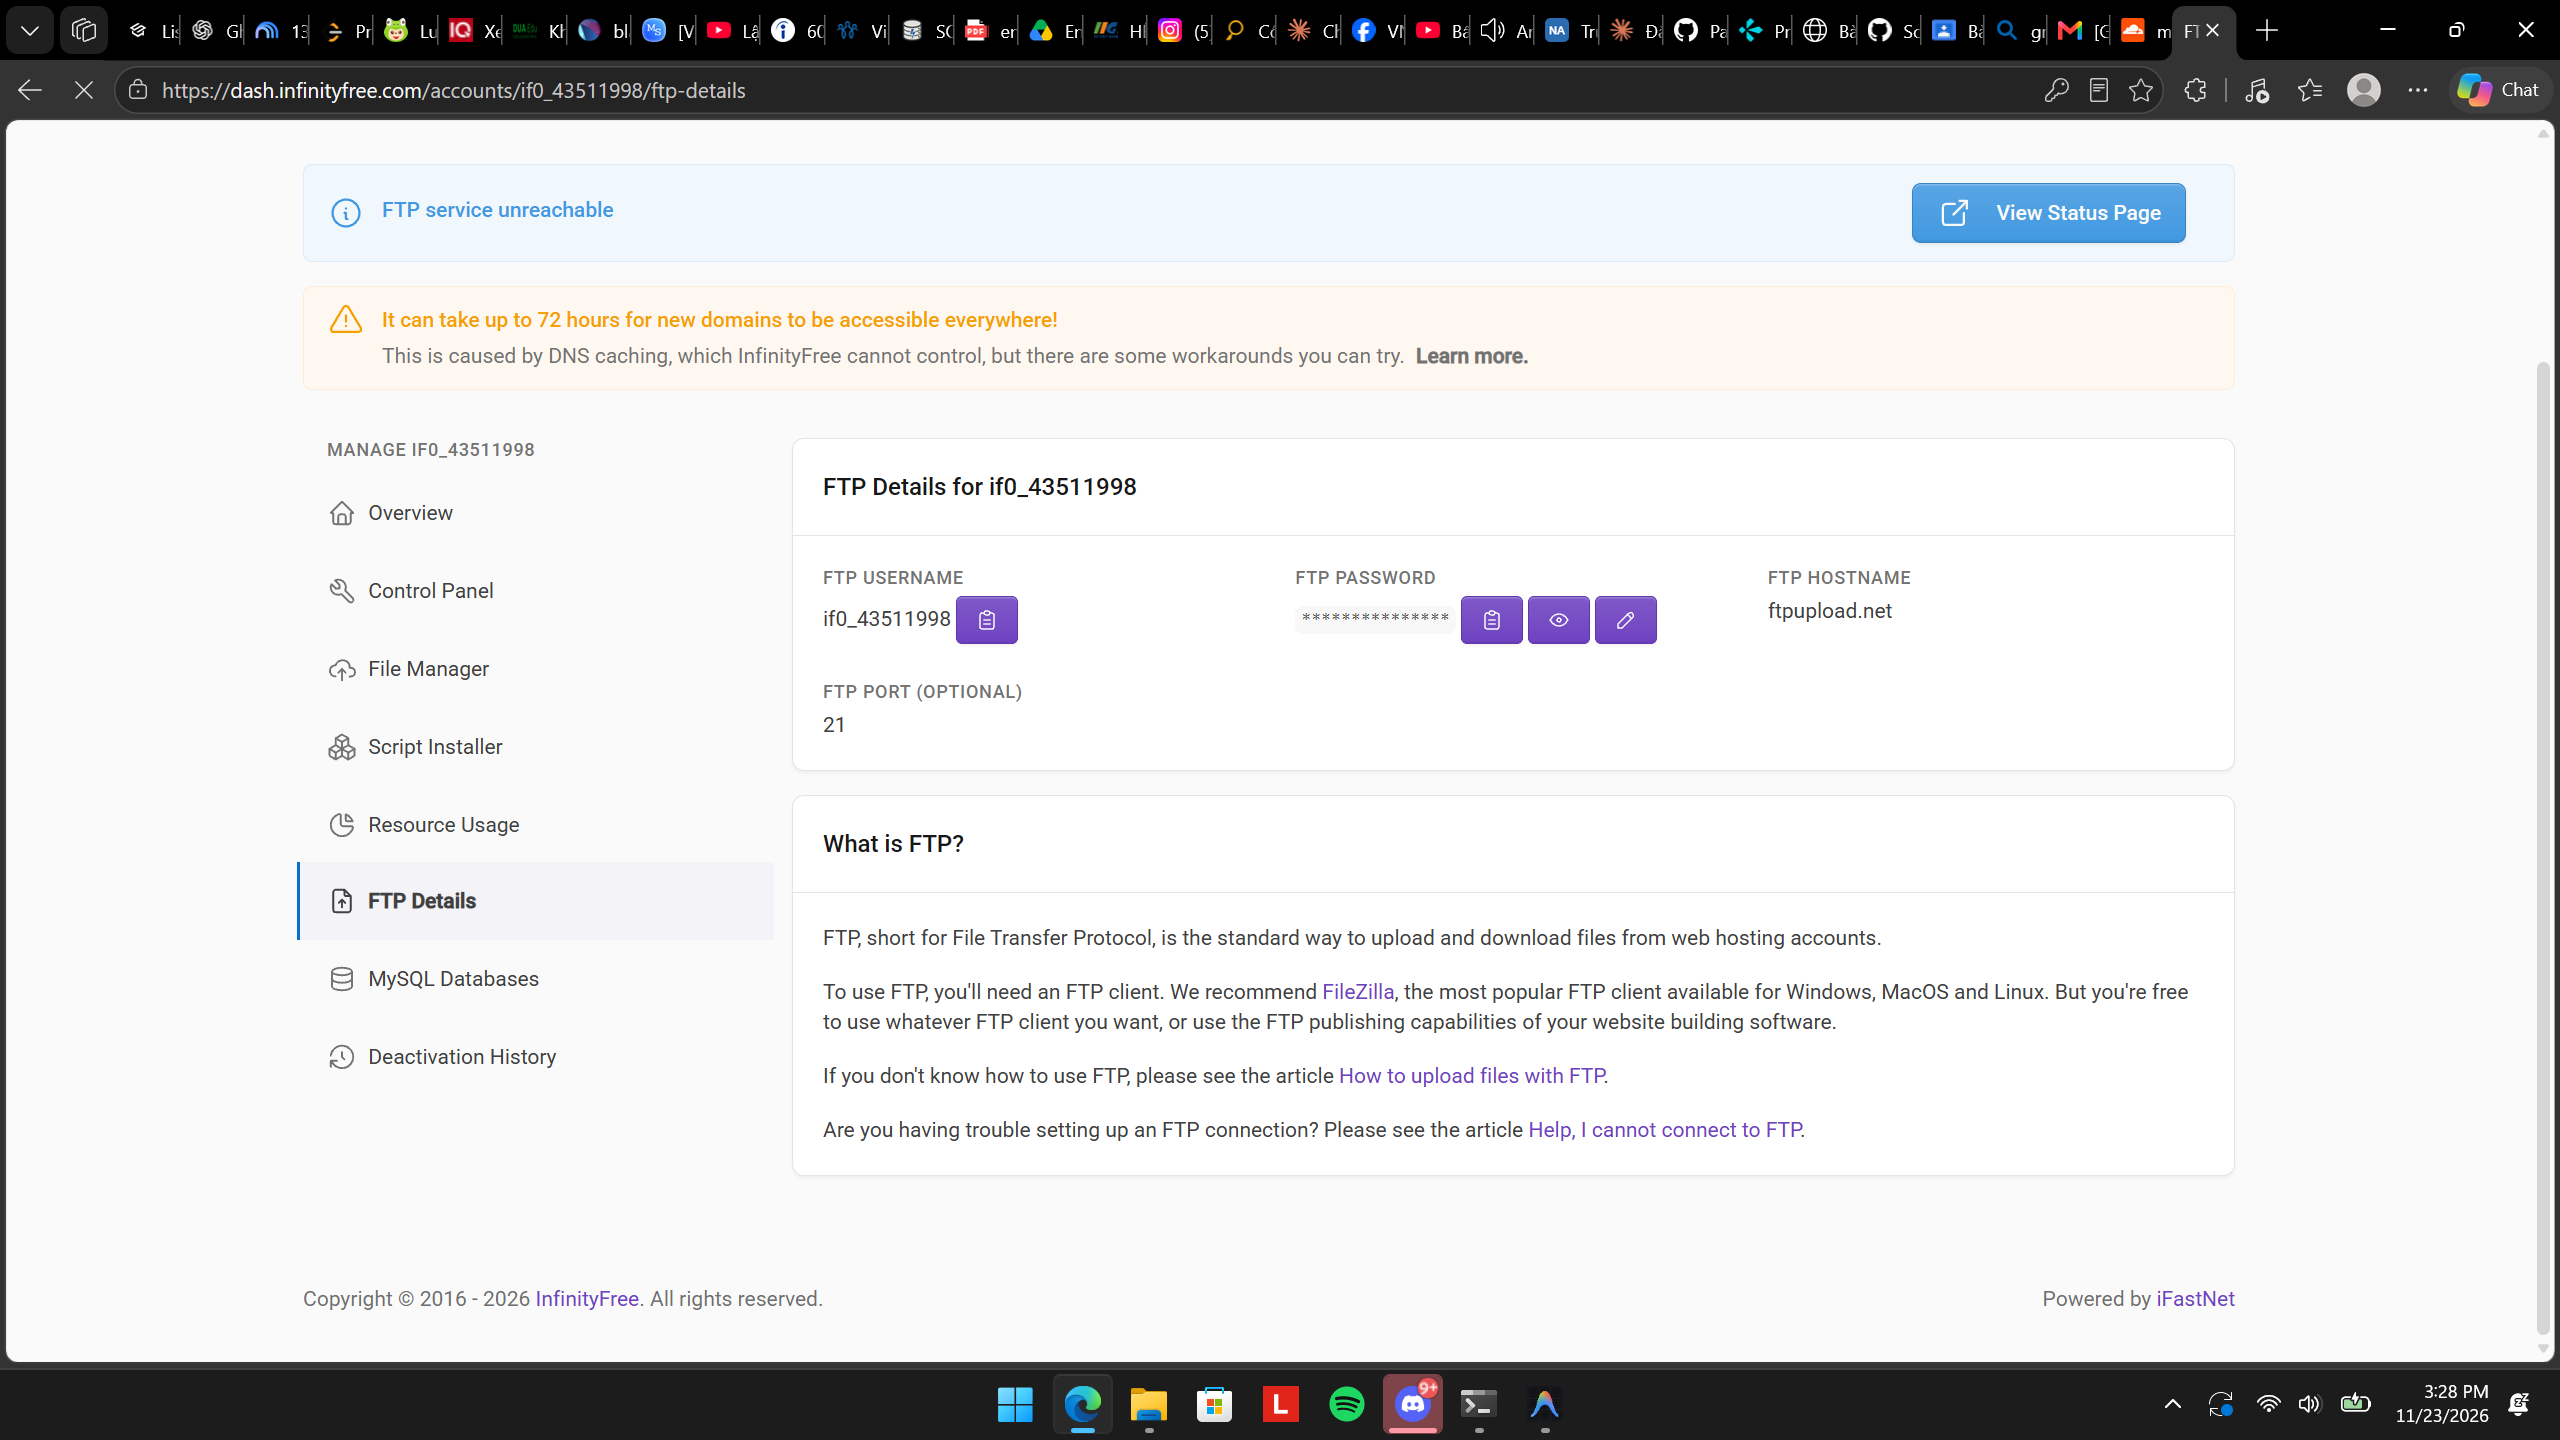 https://dash.infinityfree.com/accounts/if0_43511998/ftp-details
Chat
FTP service unreachable
View Status Page
It can take up to 72 hours for new domains to be accessible everywhere!
This is caused by DNS caching, which InfinityFree cannot control, but there are some workarounds you can try. Learn more.
MANAGE IF0_43511998
Overview
Control Panel
File Manager
Script Installer
Resource Usage
FTP Details
MySQL Databases
Deactivation History
FTP Details for if0_43511998
FTP USERNAME
if0_43511998
FTP PASSWORD
***************
FTP HOSTNAME
ftpupload.net
FTP PORT (OPTIONAL)
21
What is FTP?
FTP, short for File Transfer Protocol, is the standard way to upload and download files from web hosting accounts.
To use FTP, you'll need an FTP client. We recommend FileZilla, the most popular FTP client available for Windows, MacOS and Linux. But you're free
to use whatever FTP client you want, or use the FTP publishing capabilities of your website building software.
If you don't know how to use FTP, please see the article How to upload files with FTP.
Are you having trouble setting up an FTP connection? Please see the article Help, I cannot connect to FTP.
Copyright © 2016 - 2026 InfinityFree. All rights reserved.
Powered by iFastNet
9+
3:28 PM
11/23/2026